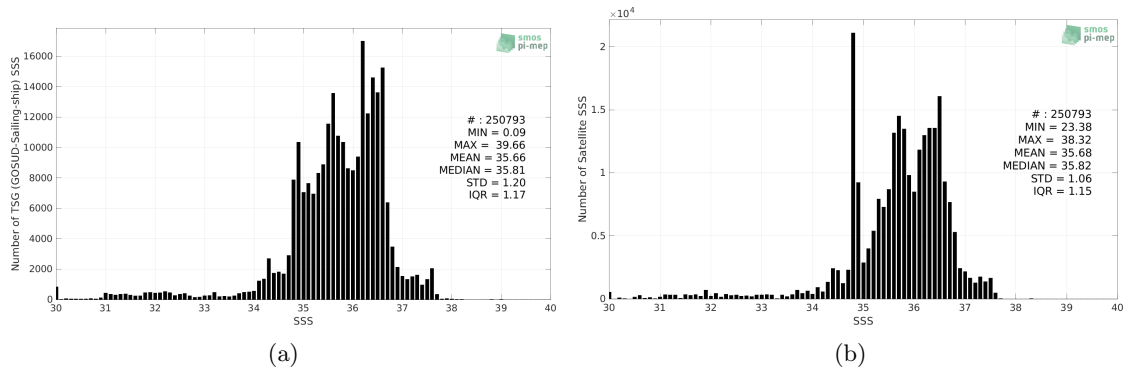 Number of TSG (GOSUD-Sailing-ship) SSS
16000
14000
12000
10000
8000
6000
4000
2000
0
30 31 32 33 34 35 36 37 38 39 40
SSS
smos
pi-mep
# : 250793
MIN = 0.09
MAX = 39.66
MEAN = 35.66
MEDIAN = 35.81
STD = 1.20
IQR = 1.17
(a)
×10⁴
Number of Satellite SSS
2
1.5
1
0.5
0
30 31 32 33 34 35 36 37 38 39 40
SSS
smos
pi-mep
# : 250793
MIN = 23.38
MAX = 38.32
MEAN = 35.68
MEDIAN = 35.82
STD = 1.06
IQR = 1.15
(b)